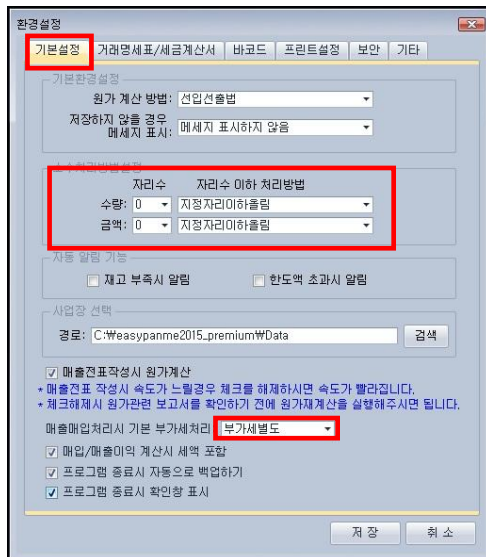 환경설정
기본설정 거래명세표/세금계산서 바코드 프린트설정 보안 기타
기본환경설정
원가 계산 방법: 선입선출법
저장하지 않을 경우
메세지 표시: 메세지 표시하지 않음
소수처리방법설정
자리수 자리수 이하 처리방법
수량: 0 지정자리이하올림
금액: 0 지정자리이하올림
자동 알림 기능
재고 부족시 알림 한도액 초과시 알림
사업장 선택
경로: C:₩easypanme2015_premium₩Data 검색
매출전표작성시 원가계산
* 매출전표 작성시 속도가 느릴경우 체크를 해제하시면 속도가 빨라집니다.
* 체크해제시 원가관련 보고서를 확인하기 전에 원가재계산을 실행해주시면 됩니다.
매출매입처리시 기본 부가세처리: 부가세별도
매입/매출이익 계산시 세액 포함
프로그램 종료시 자동으로 백업하기
프로그램 종료시 확인창 표시
저 장 취 소